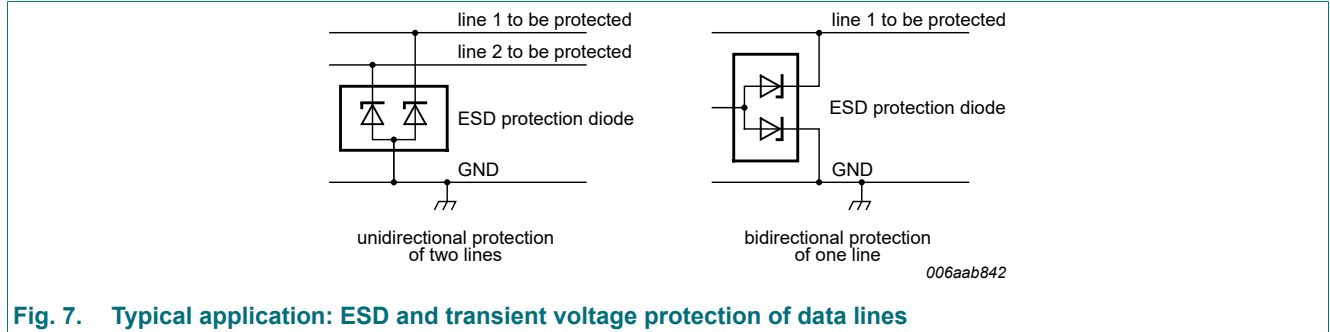 line 1 to be protected
line 2 to be protected
ESD protection diode
GND
unidirectional protection
of two lines
line 1 to be protected
ESD protection diode
GND
bidirectional protection
of one line
006aab842
Fig. 7. Typical application: ESD and transient voltage protection of data lines